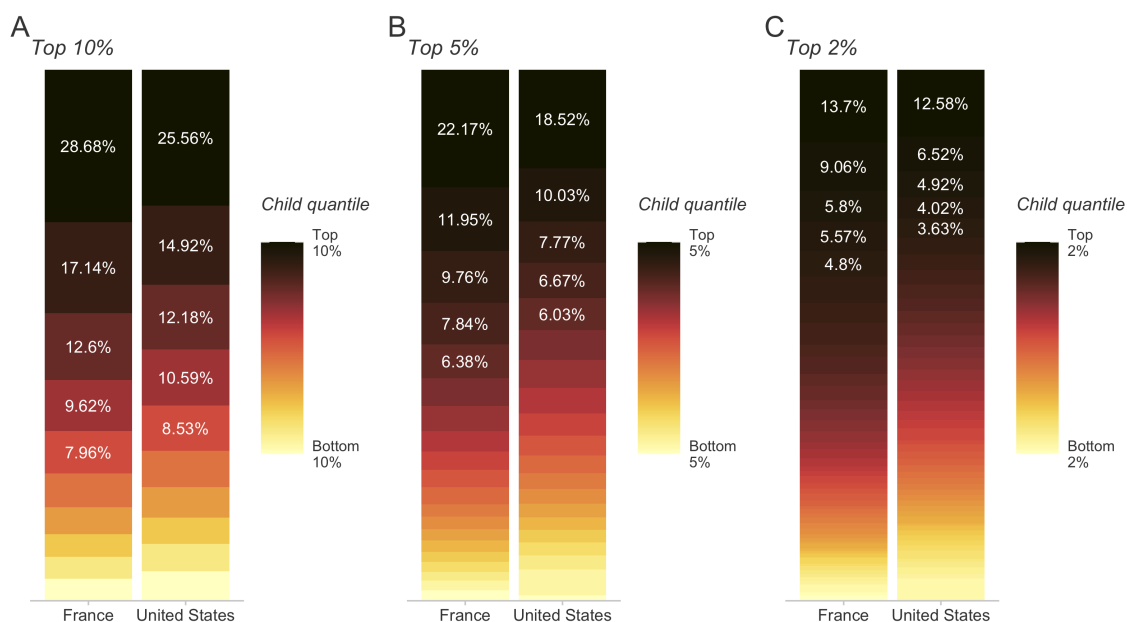 A
Top 10%
28.68%
17.14%
12.6%
9.62%
7.96%
25.56%
14.92%
12.18%
10.59%
8.53%
France
United States
Child quantile
Top
10%
Bottom
10%
B
Top 5%
22.17%
11.95%
9.76%
7.84%
6.38%
18.52%
10.03%
7.77%
6.67%
6.03%
France
United States
Child quantile
Top
5%
Bottom
5%
C
Top 2%
13.7%
9.06%
5.8%
5.57%
4.8%
12.58%
6.52%
4.92%
4.02%
3.63%
France
United States
Child quantile
Top
2%
Bottom
2%